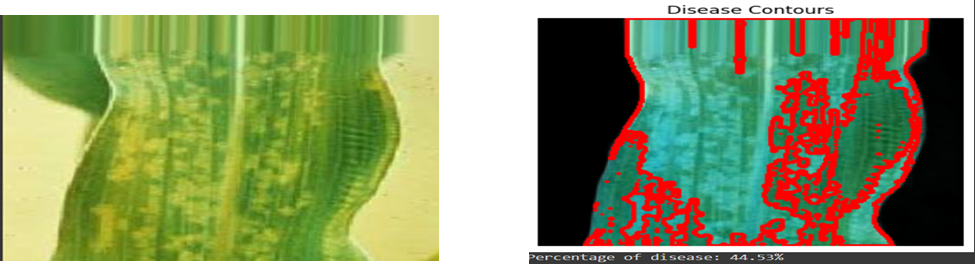 Disease Contours
Percentage of disease: 44.53%